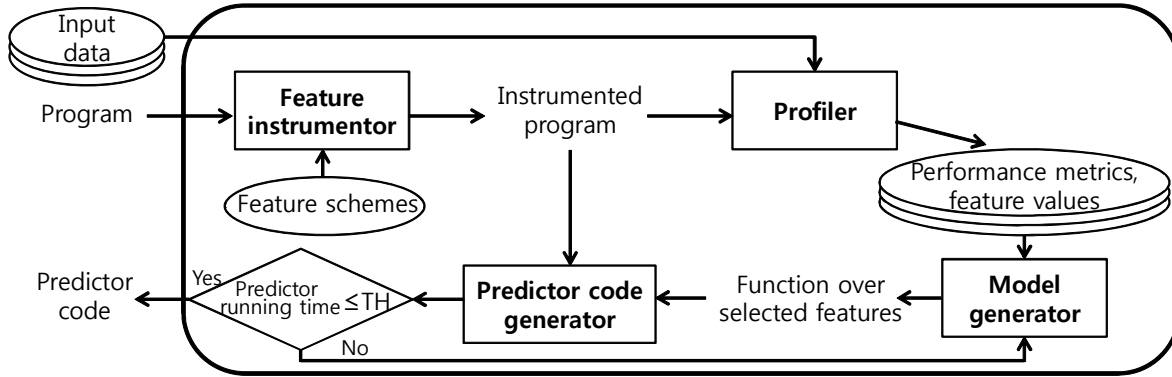 Input
data
Program
Feature
instrumentor
Instrumented
program
Profiler
Feature schemes
Performance metrics,
feature values
Predictor
code
Yes
Predictor
running time ≤TH
No
Predictor code
generator
Function over
selected features
Model
generator